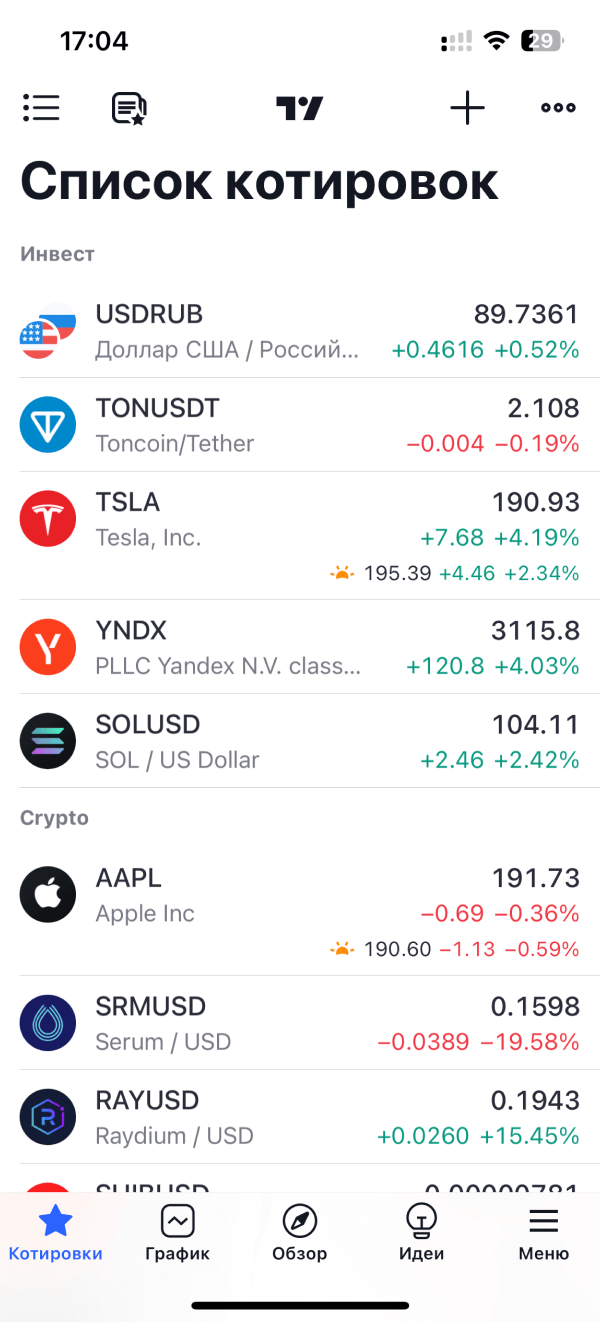 17:04
29
Список котировок
Инвест
USDRUB 89.7361
Доллар США / Россий... +0.4616 +0.52%
TONUSDT 2.108
Toncoin/Tether −0.004 −0.19%
TSLA 190.93
Tesla, Inc. +7.68 +4.19%
195.39 +4.46 +2.34%
YNDX 3115.8
PLLC Yandex N.V. class... +120.8 +4.03%
SOLUSD 104.11
SOL / US Dollar +2.46 +2.42%
Crypto
AAPL 191.73
Apple Inc −0.69 −0.36%
190.60 −1.13 −0.59%
SRMUSD 0.1598
Serum / USD −0.0389 −19.58%
RAYUSD 0.1943
Raydium / USD +0.0260 +15.45%
SHIBUSD 0.00000781
Котировки График Обзор Идеи Меню